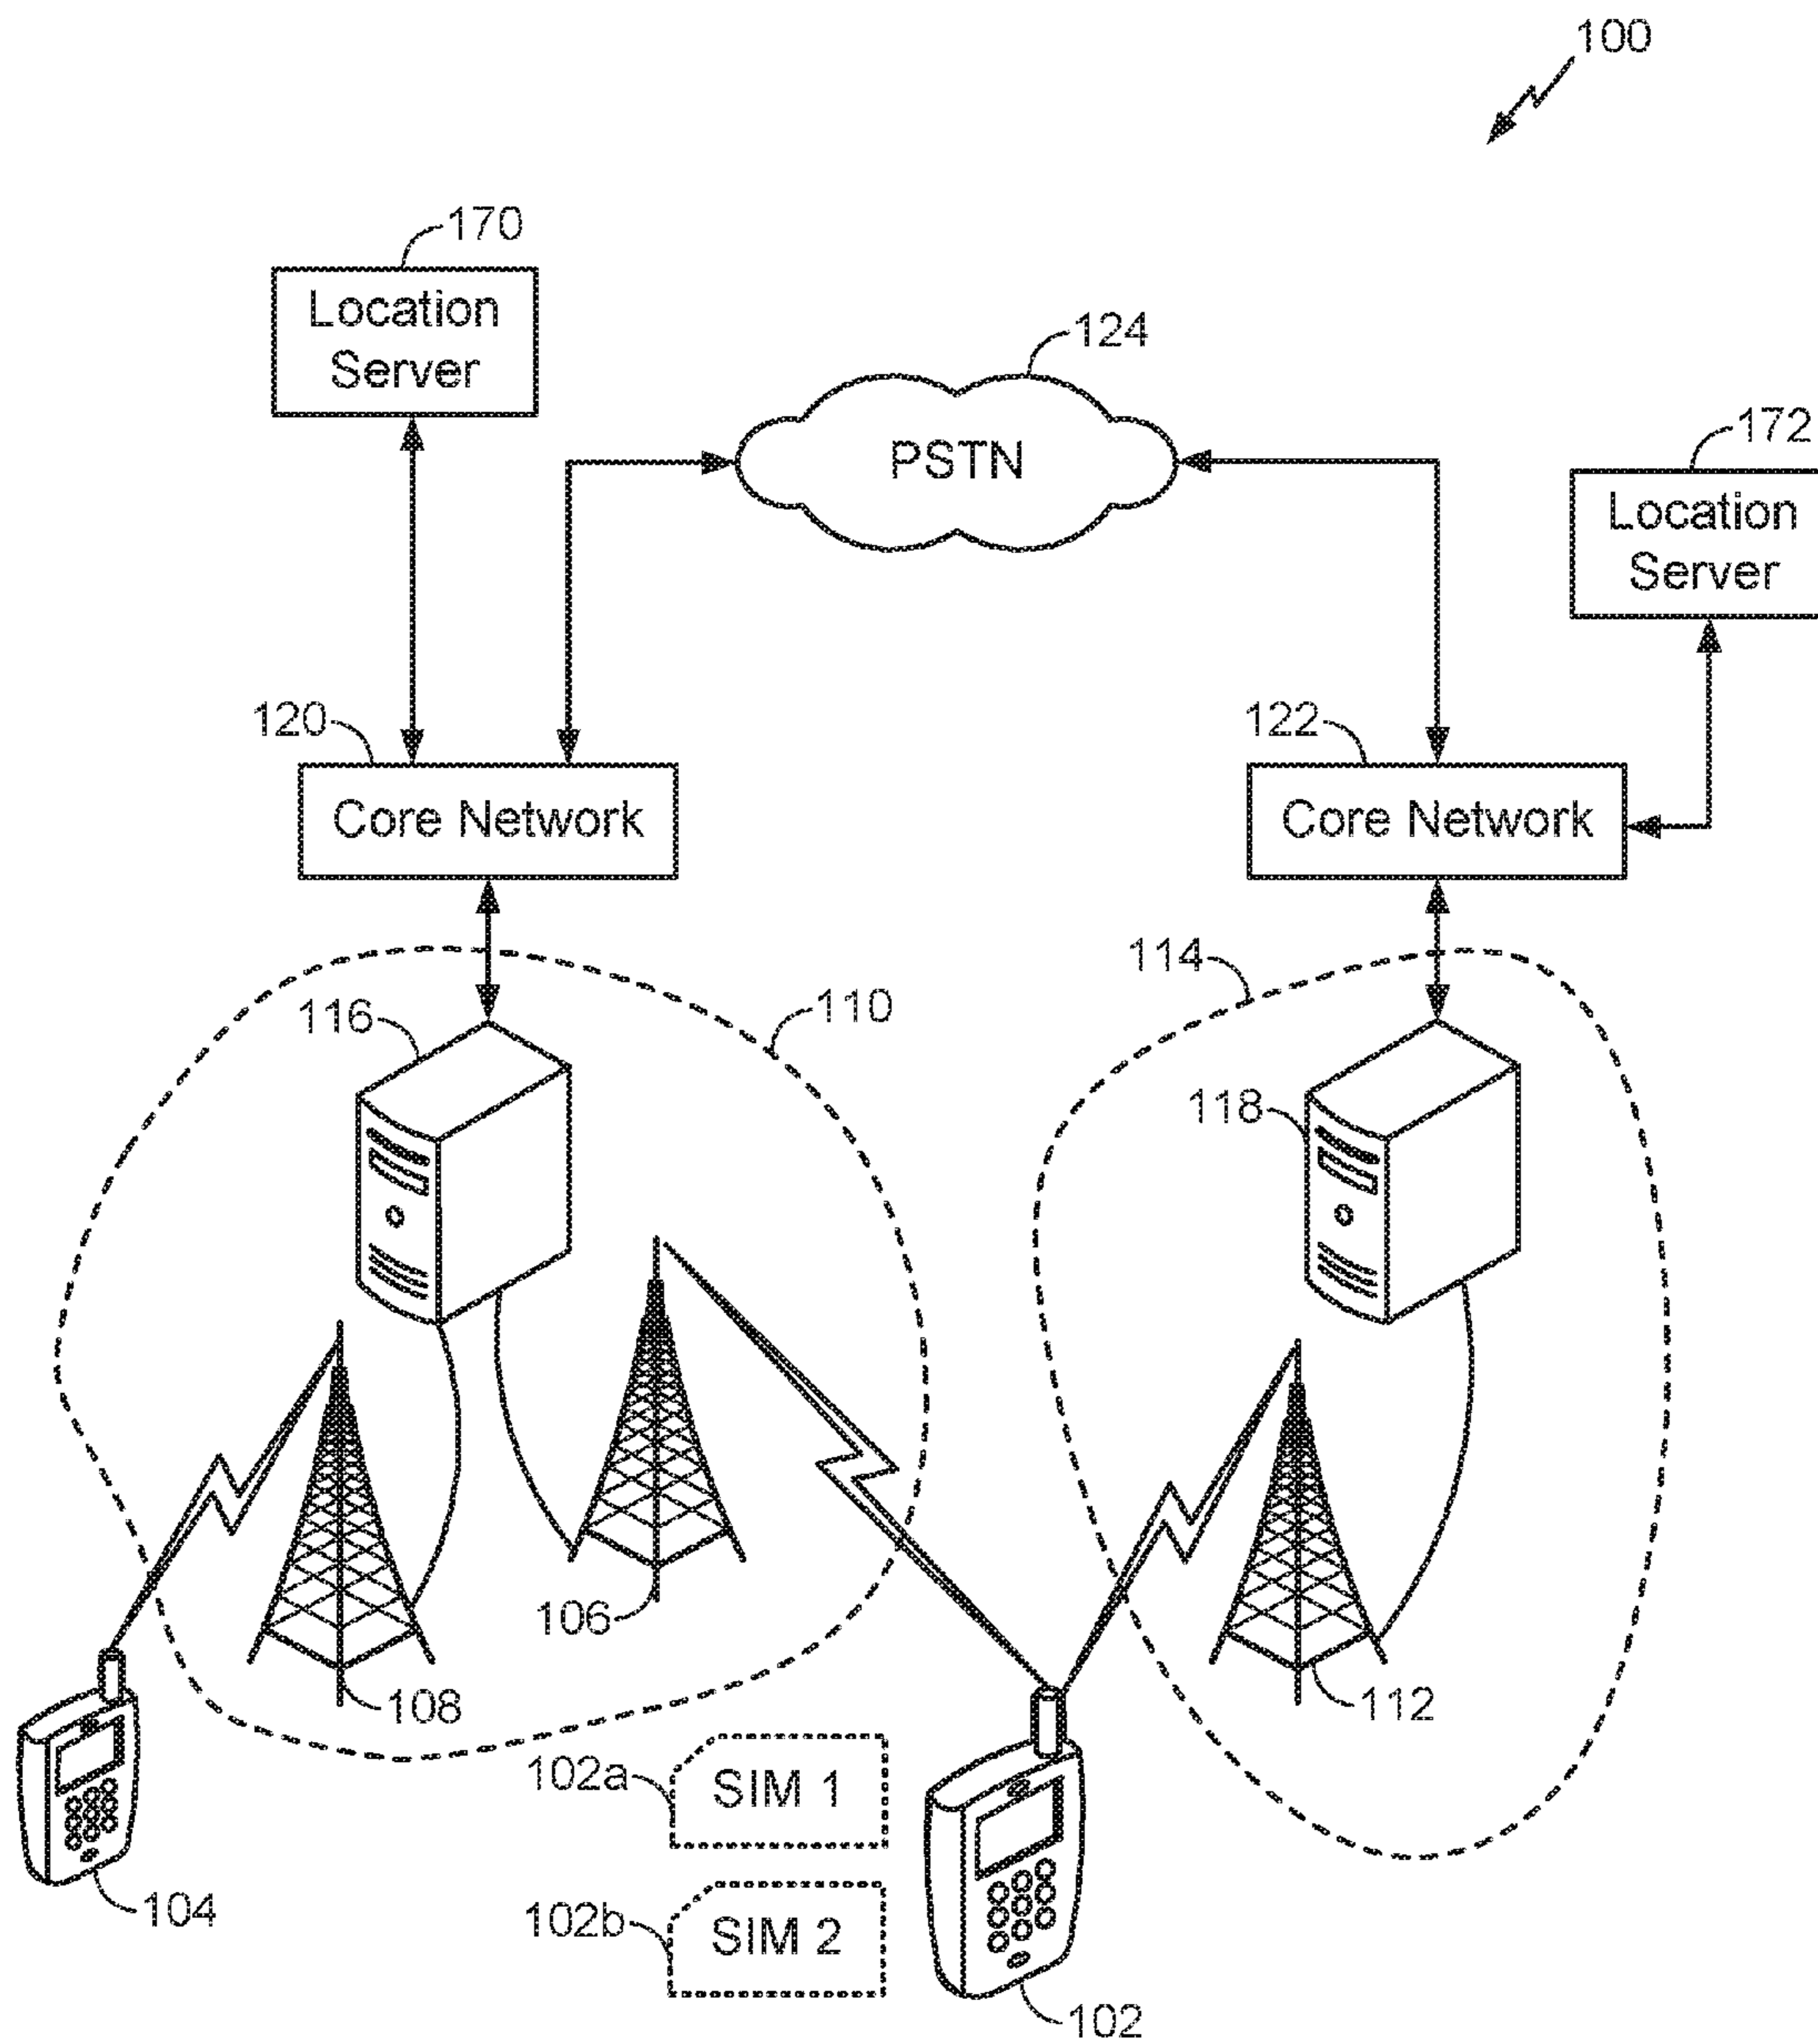 100
170
Location
Server
124
PSTN
172
Location
Server
120
Core Network
122
Core Network
114
110
116
118
106
108
112
102a
SIM 1
104
102b
SIM 2
102